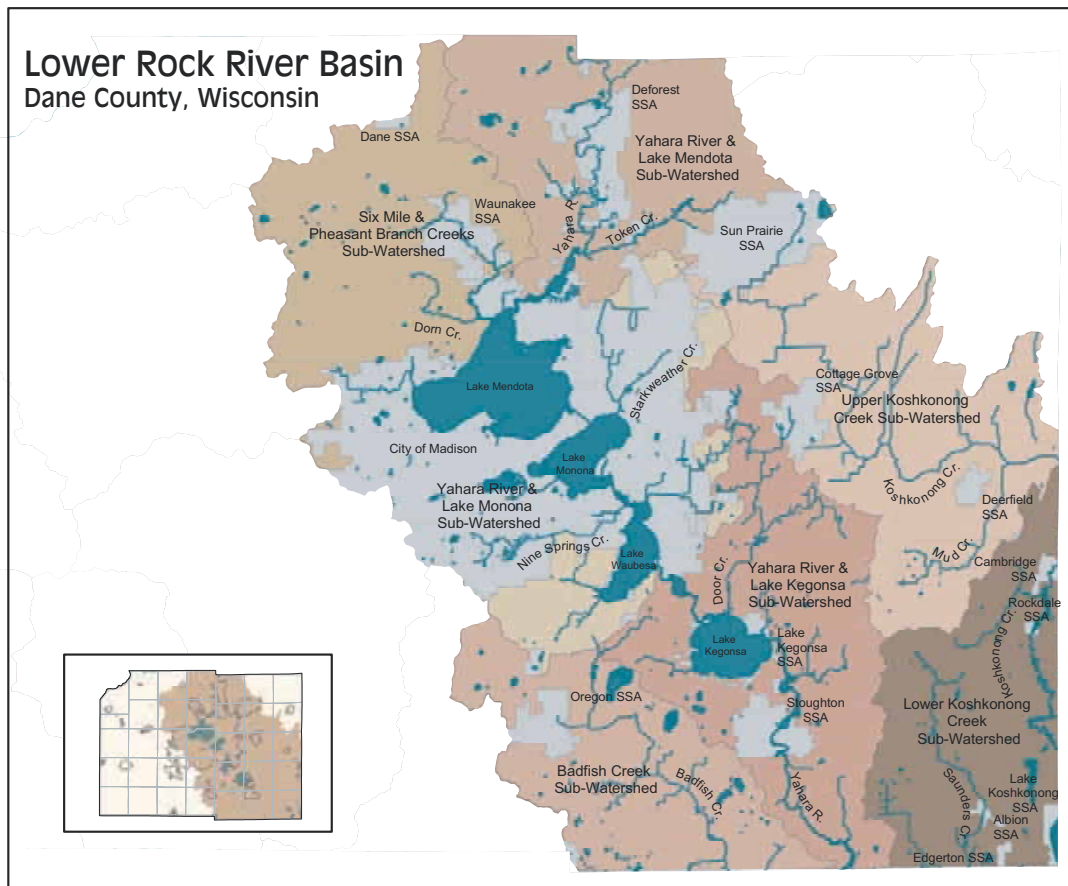 Lower Rock River Basin
Dane County, Wisconsin
Deforest
SSA
Dane SSA
Yahara River &
Lake Mendota
Sub-Watershed
Waunakee
SSA
Six Mile &
Pheasant Branch Creeks
Sub-Watershed
Yahara R.
Token Cr.
Sun Prairie
SSA
Dorn Cr.
Starkweather Cr.
Lake Mendota
Cottage Grove
SSA
Upper Koshkonong
Creek Sub-Watershed
City of Madison
Lake
Monona
Koshkonong Cr.
Yahara River &
Lake Monona
Sub-Watershed
Deerfield
SSA
Nine Springs Cr.
Lake
Waubesa
Mud Cr.
Door Cr.
Yahara River &
Lake Kegonsa
Sub-Watershed
Cambridge
SSA
Rockdale
SSA
Koshkonong Cr.
Lake
Kegonsa
Lake
Kegonsa
SSA
Oregon SSA
Stoughton
SSA
Lower Koshkonong
Creek
Sub-Watershed
Badfish Creek
Sub-Watershed
Badfish Cr.
Yahara R.
Saunders Cr.
Lake
Koshkonong
SSA
Albion
SSA
Edgerton SSA